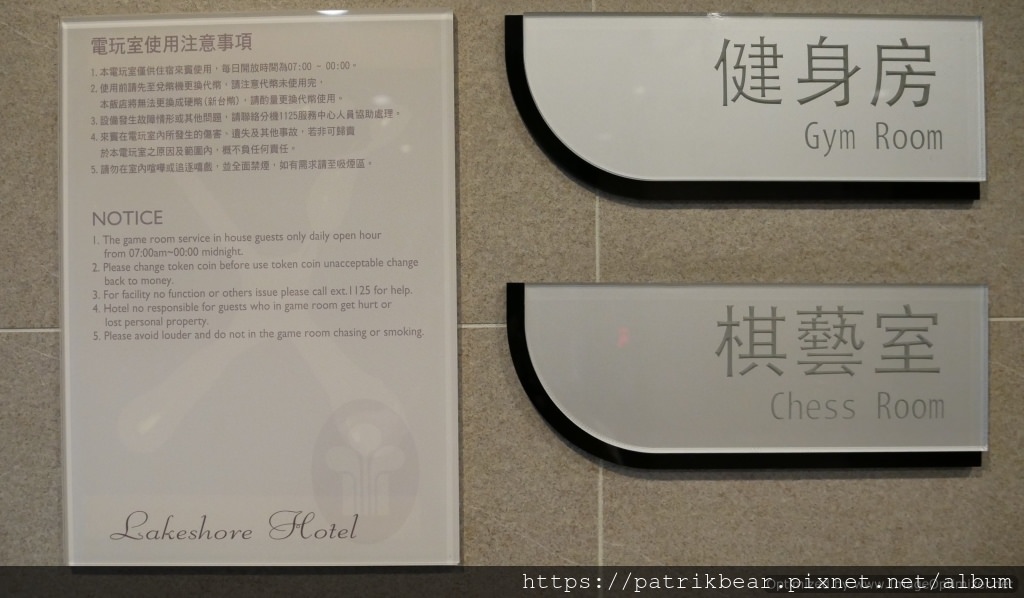 電玩室使用注意事項
1. 本電玩室僅供住宿來賓使用，每日開放時間為07:00 ~ 00:00。
2. 使用前請先至兌幣機更換代幣，請注意代幣未使用完，
本飯店將無法更換成硬幣(新台幣)，請酌量更換代幣使用。
3. 設備發生故障情形或其他問題，請聯絡分機1125服務中心人員協助處理。
4. 來賓在電玩室內所發生的傷害、遺失及其他事故，若非可歸責
於本電玩室之原因及範圍內，概不負任何責任。
5. 請勿在室內喧嘩或追逐嬉戲，並全面禁煙，如有需求請至吸煙區。
NOTICE
1. The game room service in house guests only daily open hour
from 07:00am~00:00 midnight.
2. Please change token coin before use token coin unacceptable change
back to money.
3. For facility no function or others issue please call ext.1125 for help.
4. Hotel no responsible for guests who in game room get hurt or
lost personal property.
5. Please avoid louder and do not in the game room chasing or smoking.
Lakeshore Hotel
健身房
Gym Room
棋藝室
Chess Room
https://patrikbear.pixnet.net/album